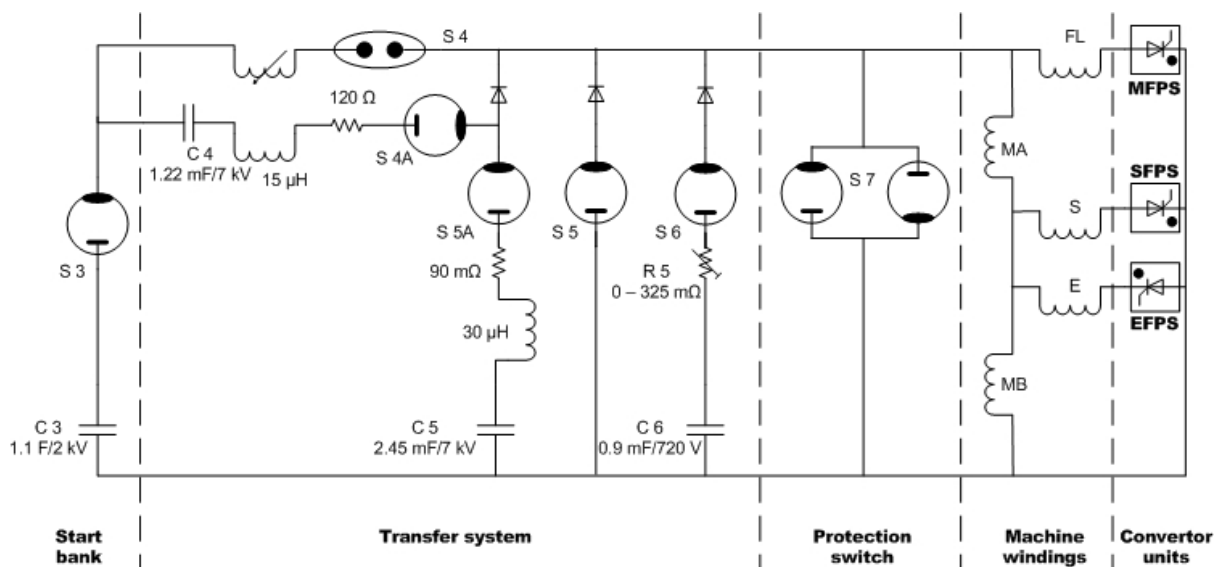 S 4
FL
MFPS
120 Ω
S 4A
C 4
1.22 mF/7 kV
15 µH
MA
SFPS
S 7
S
S 3
S 5A
S 5
S 6
90 mΩ
R 5
0 – 325 mΩ
E
EFPS
30 µH
MB
C 3
1.1 F/2 kV
C 5
2.45 mF/7 kV
C 6
0.9 mF/720 V
Start
bank
Transfer system
Protection
switch
Machine
windings
Convertor
units